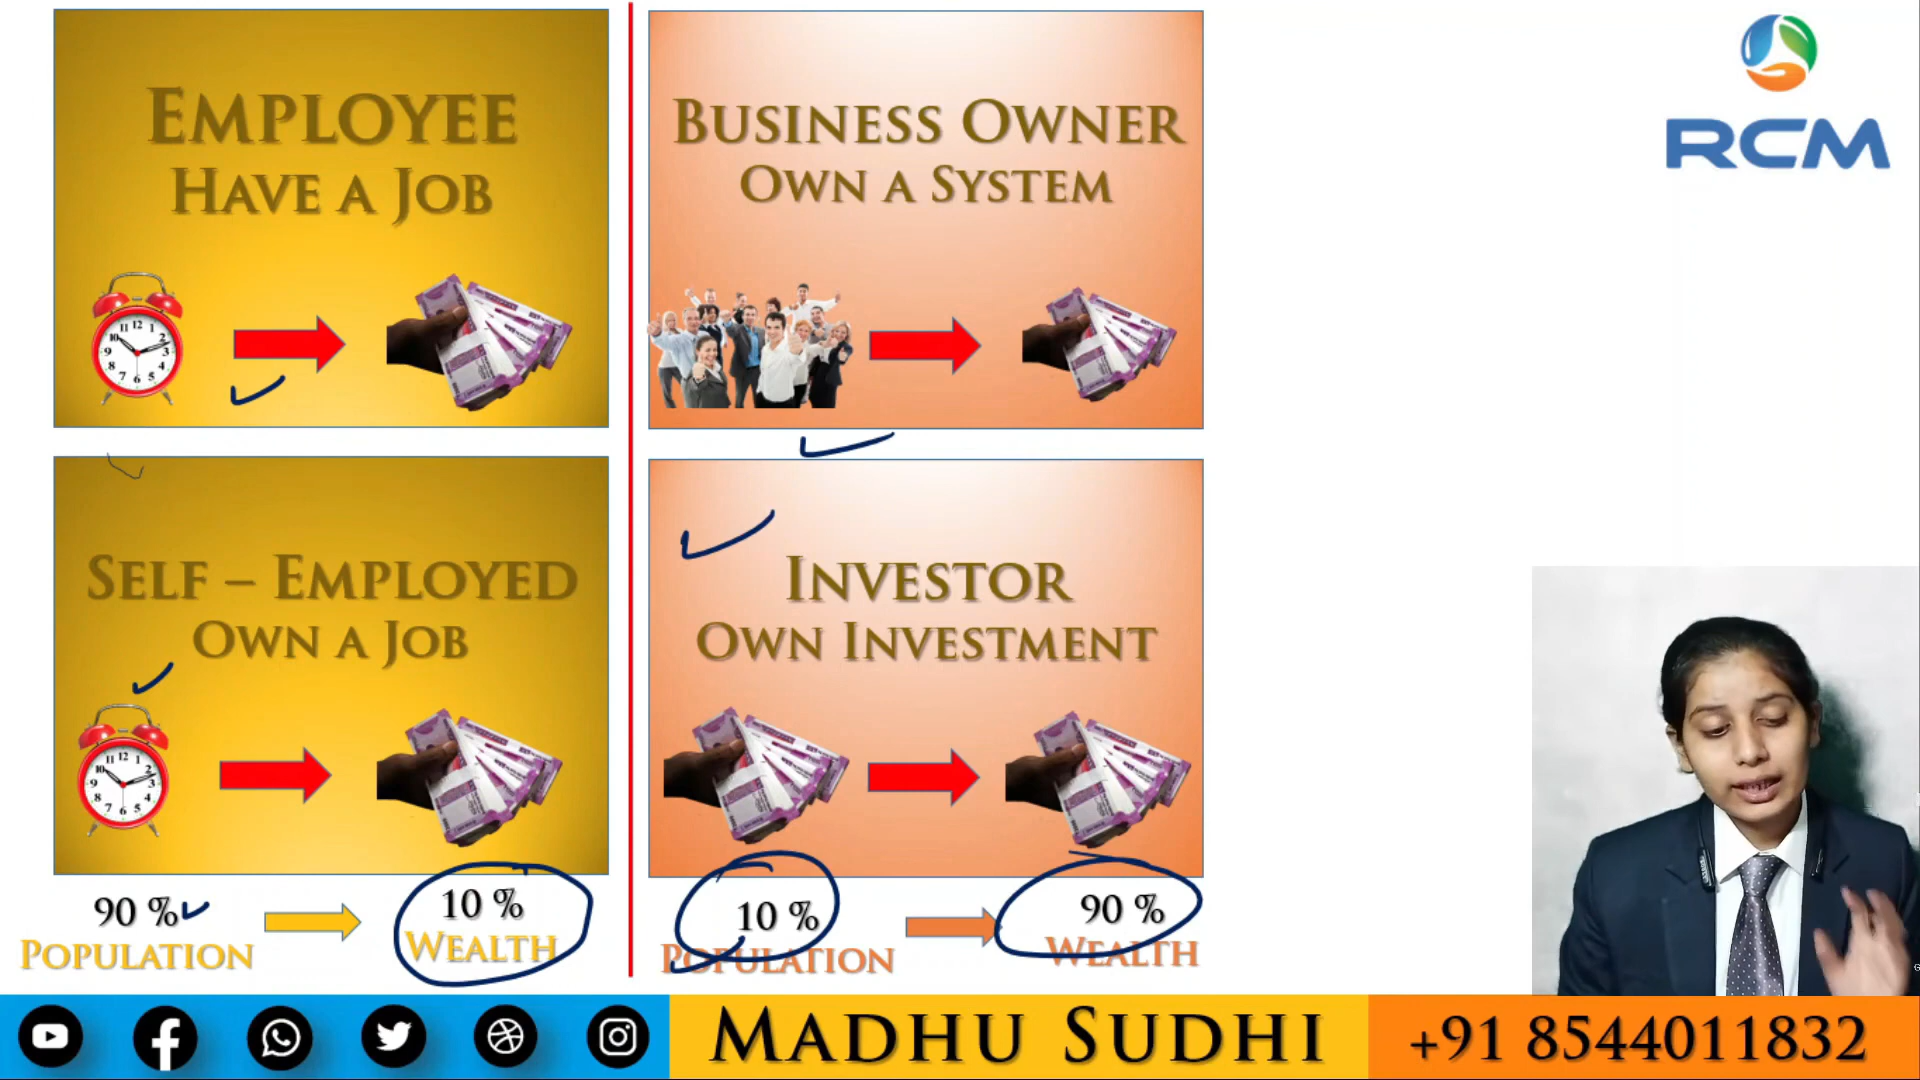 EMPLOYEE
HAVE A JOB
BUSINESS OWNER
OWN A SYSTEM
RCM
SELF – EMPLOYED
OWN A JOB
INVESTOR
OWN INVESTMENT
90 %
POPULATION
10 %
WEALTH
10 %
POPULATION
90 %
WEALTH
MADHU SUDHI
+91 8544011832